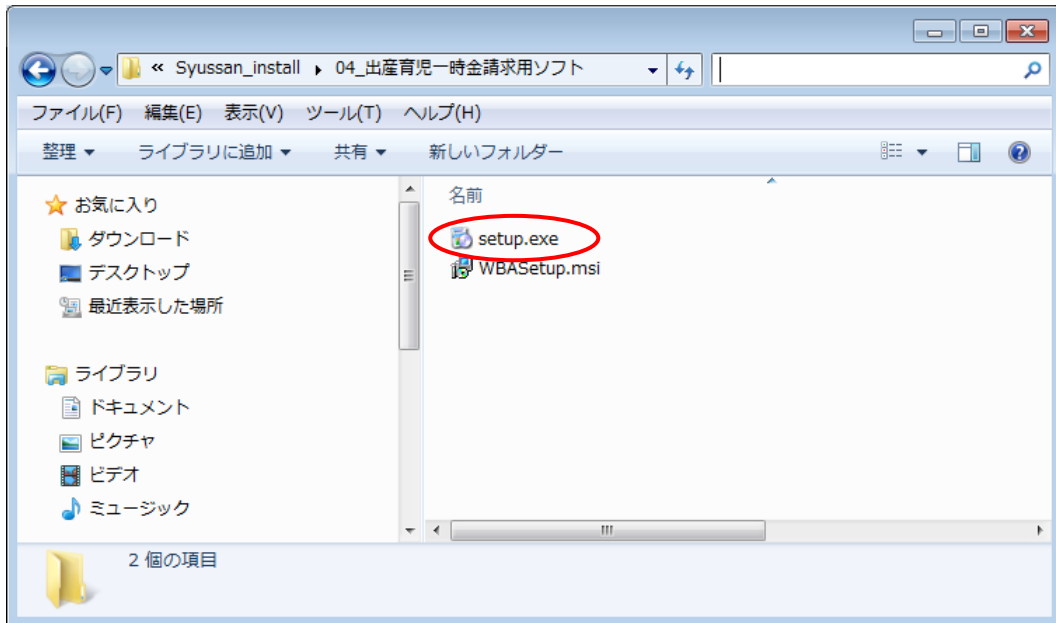 « Syussan_install ▸ 04_出産育児一時金請求用ソフト
ファイル(F) 編集(E) 表示(V) ツール(T) ヘルプ(H)
整理 ▼ ライブラリに追加 ▼ 共有 ▼ 新しいフォルダー
お気に入り
ダウンロード
デスクトップ
最近表示した場所
ライブラリ
ドキュメント
ピクチャ
ビデオ
ミュージック
名前
setup.exe
WBASetup.msi
2 個の項目